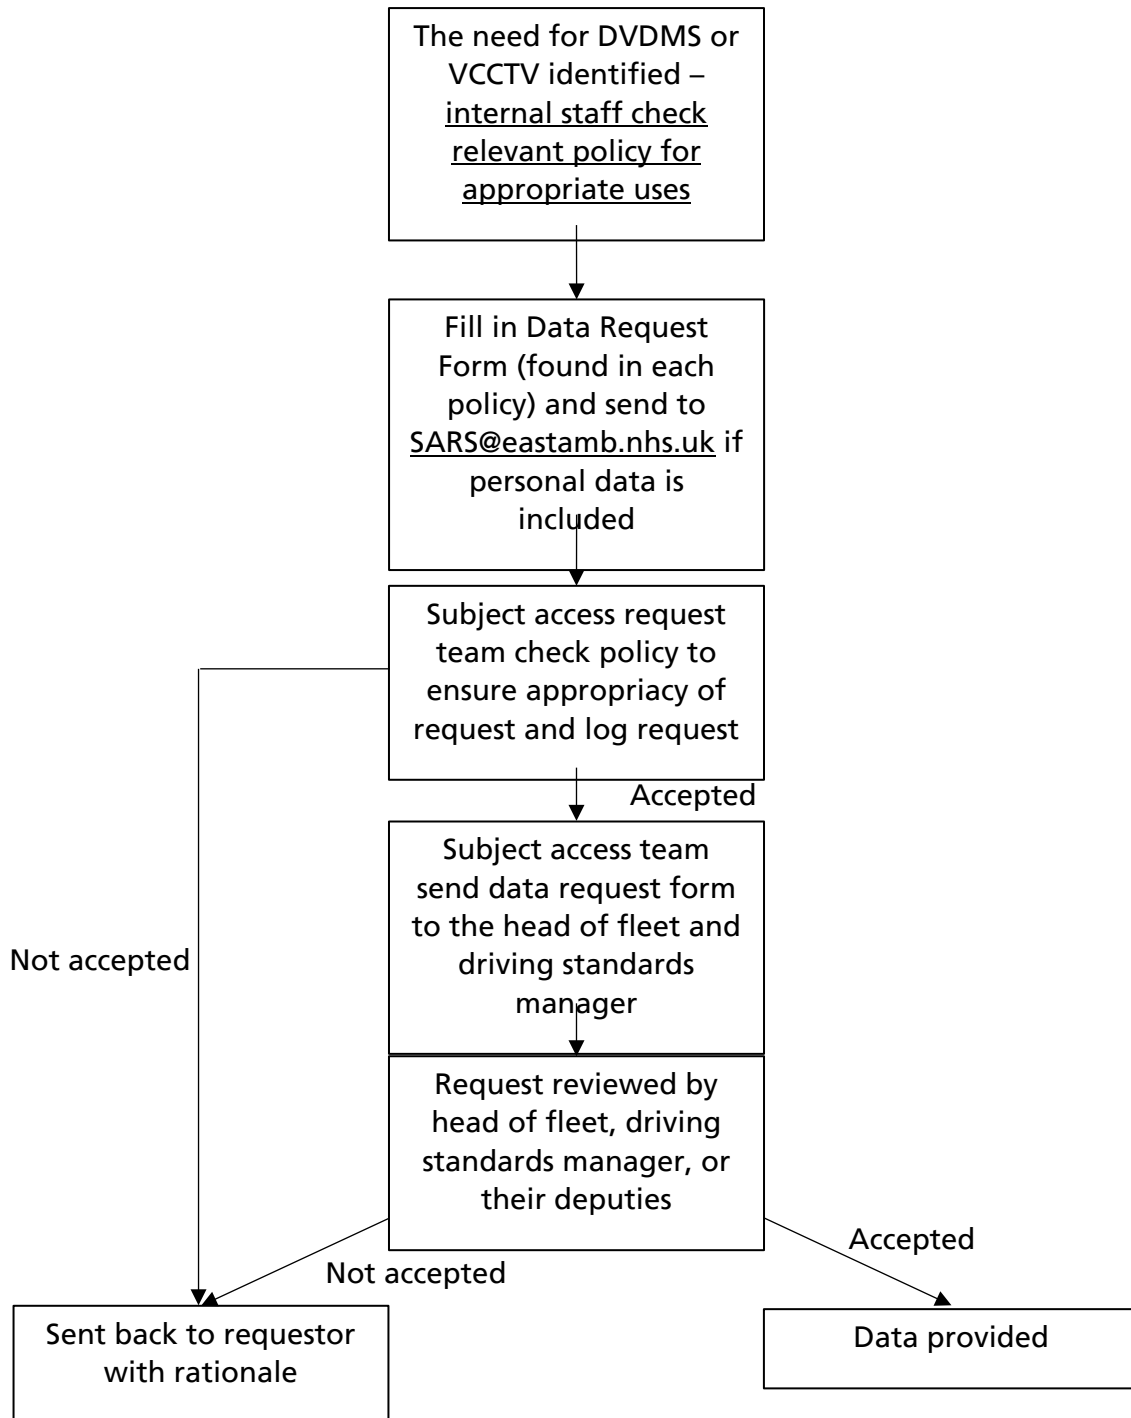 The need for DVDMS or
VCCTV identified –
internal staff check
relevant policy for
appropriate uses
Fill in Data Request
Form (found in each
policy) and send to
SARS@eastamb.nhs.uk if
personal data is
included
Subject access request
team check policy to
ensure appropriacy of
request and log request
Accepted
Subject access team
send data request form
to the head of fleet and
driving standards
manager
Not accepted
Request reviewed by
head of fleet, driving
standards manager, or
their deputies
Accepted
Not accepted
Sent back to requestor
with rationale
Data provided